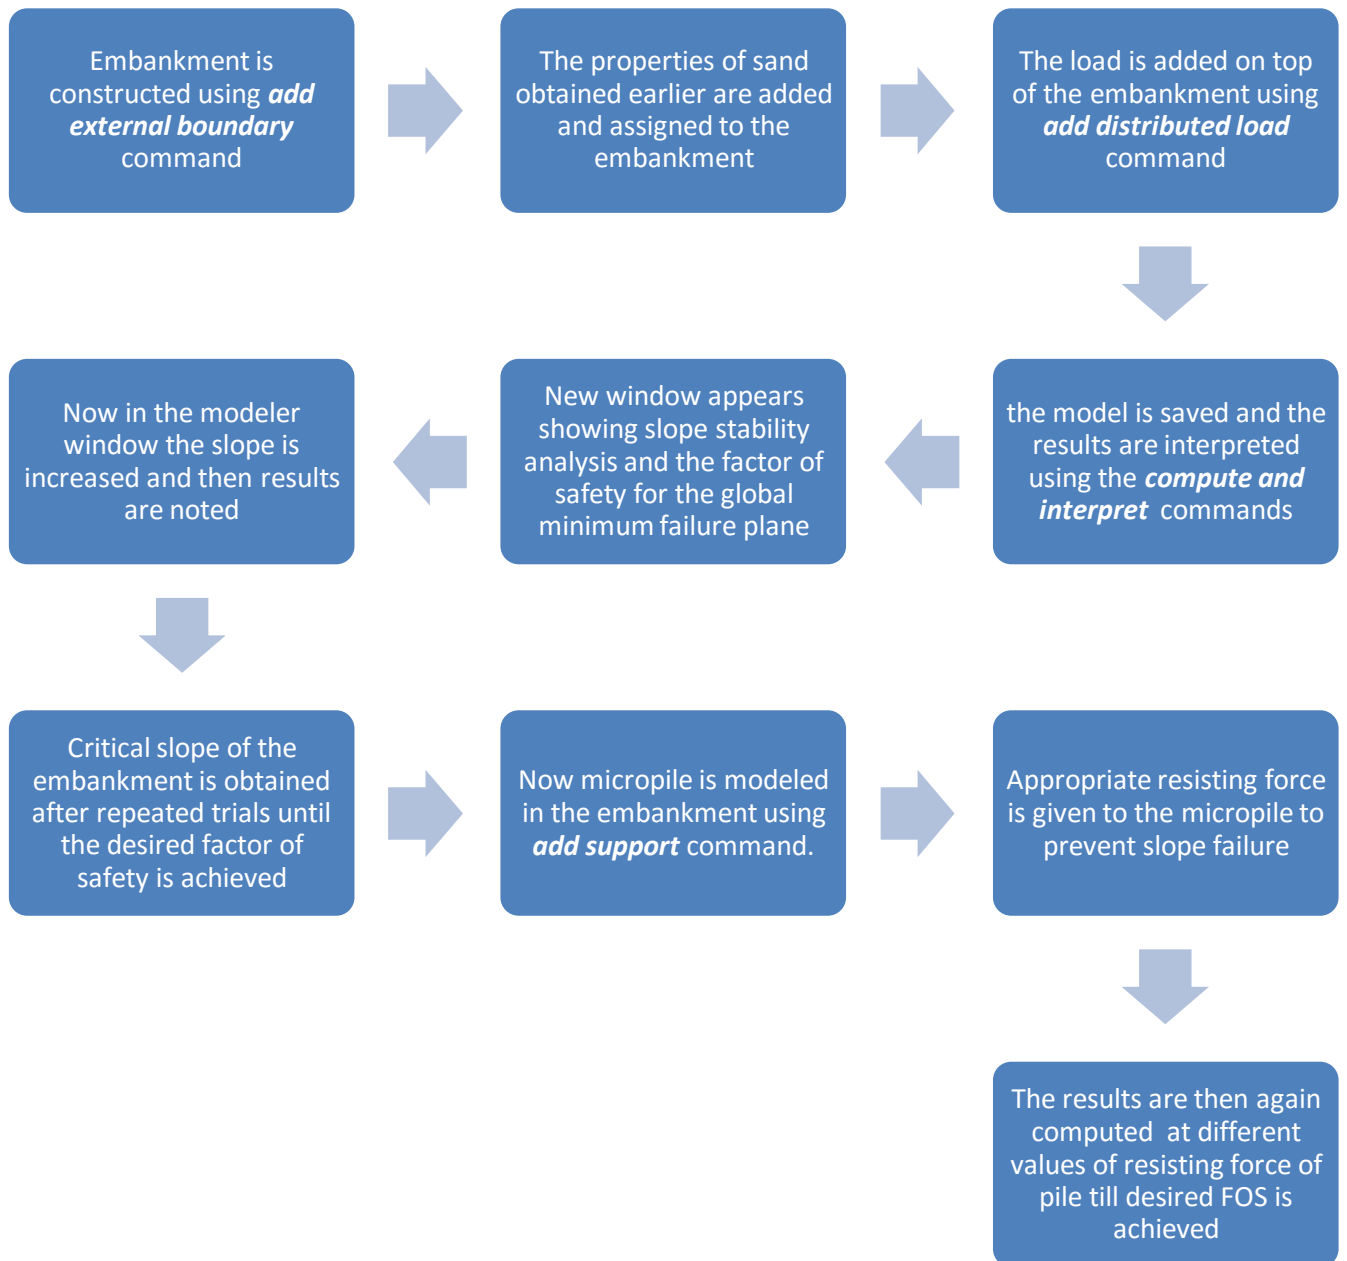 Embankment is
constructed using add
external boundary
command
The properties of sand
obtained earlier are added
and assigned to the
embankment
The load is added on top
of the embankment using
add distributed load
command
the model is saved and the
results are interpreted
using the compute and
interpret commands
New window appears
showing slope stability
analysis and the factor of
safety for the global
minimum failure plane
Now in the modeler
window the slope is
increased and then results
are noted
Critical slope of the
embankment is obtained
after repeated trials until
the desired factor of
safety is achieved
Now micropile is modeled
in the embankment using
add support command.
Appropriate resisting force
is given to the micropile to
prevent slope failure
The results are then again
computed at different
values of resisting force of
pile till desired FOS is
achieved